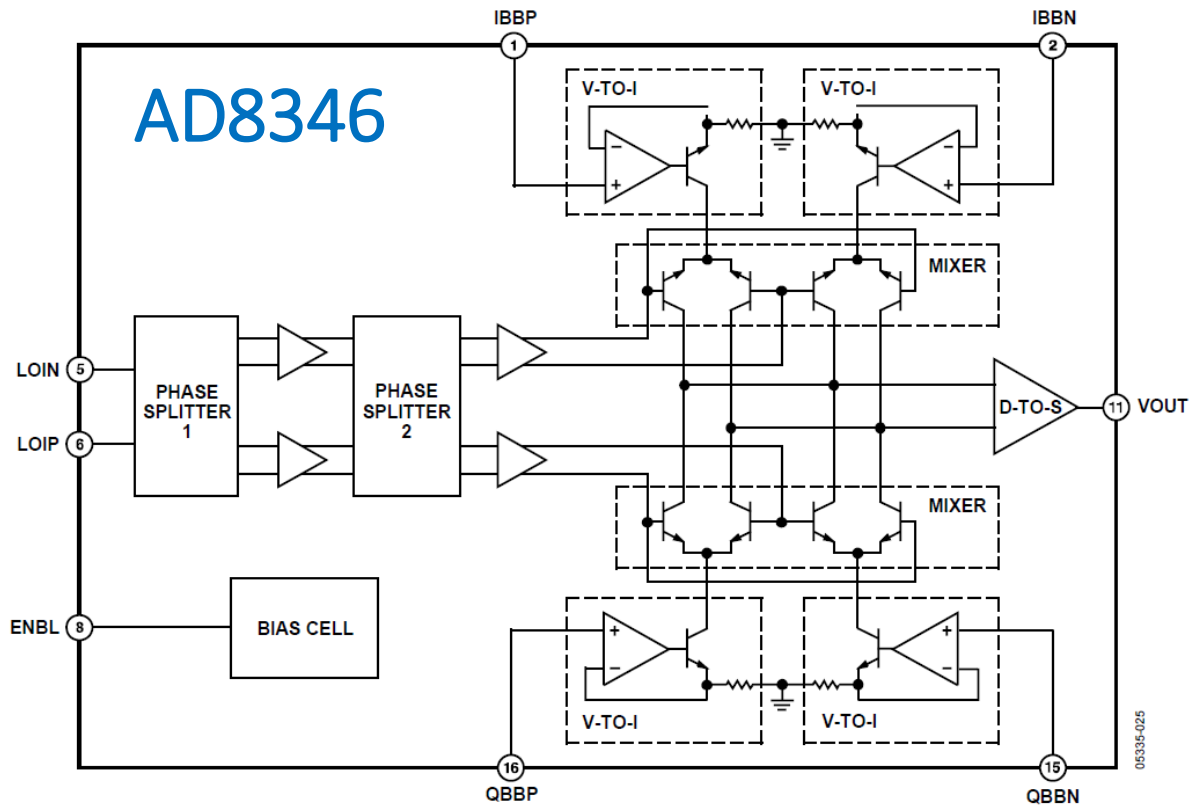 IBBP
IBBN
1
2
AD8346
V-TO-I
V-TO-I
−
+
−
+
MIXER
LOIN
5
PHASE
SPLITTER
1
PHASE
SPLITTER
2
LOIP
6
D-TO-S
11
VOUT
MIXER
ENBL
8
BIAS CELL
+
−
+
−
V-TO-I
V-TO-I
16
QBBP
15
QBBN
05335-025